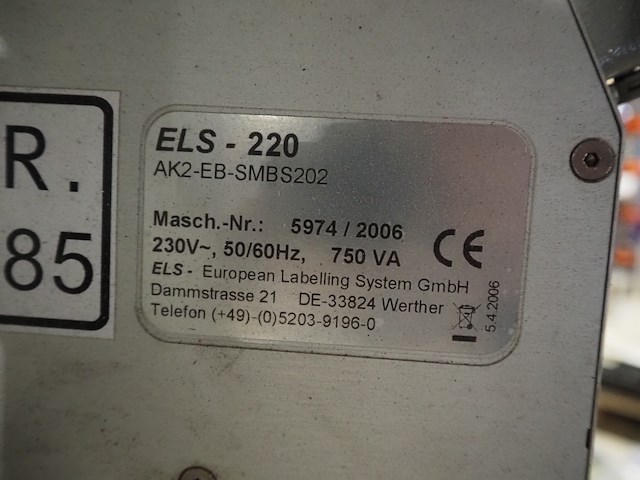 R.
85
ELS - 220
AK2-EB-SMBS202
Masch.-Nr.: 5974 / 2006
230V~, 50/60Hz, 750 VA
CE
ELS - European Labelling System GmbH
Dammstrasse 21 DE-33824 Werther
Telefon (+49)-(0)5203-9196-0
5.4.2006